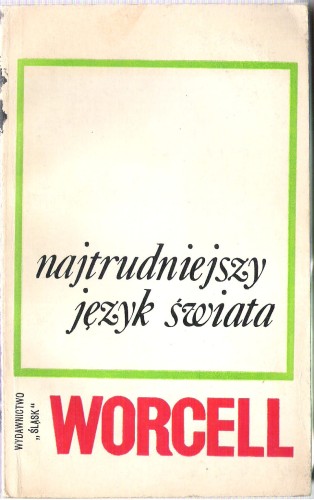 najtrudniejszy
język świata
WYDAWNICTWO
„ŚLĄSK"
WORCELL